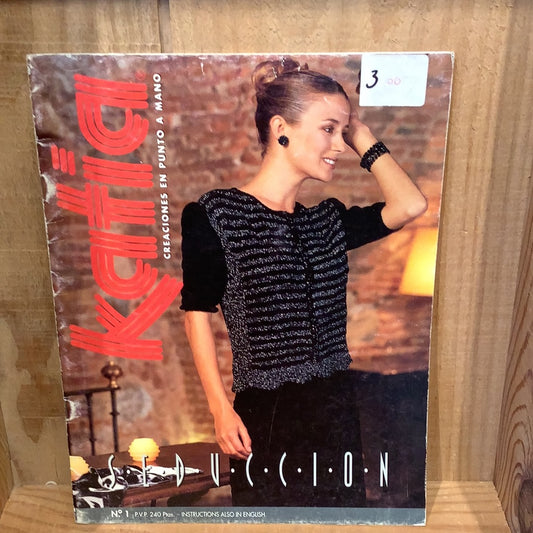 katia
CREACIONES EN PUNTO A MANO
3 00
S·E·D·U·C·C·I·O·N
Nº 1 P.V.P. 240 Ptas. - INSTRUCTIONS ALSO IN ENGLISH